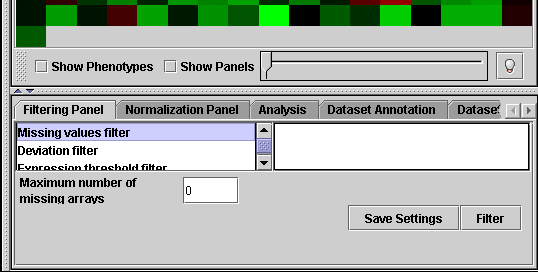 Show Phenotypes Show Panels
Filtering Panel Normalization Panel Analysis Dataset Annotation Datase
Missing values filter
Deviation filter
Expression threshold filter
Maximum number of 0
missing arrays
Save Settings Filter